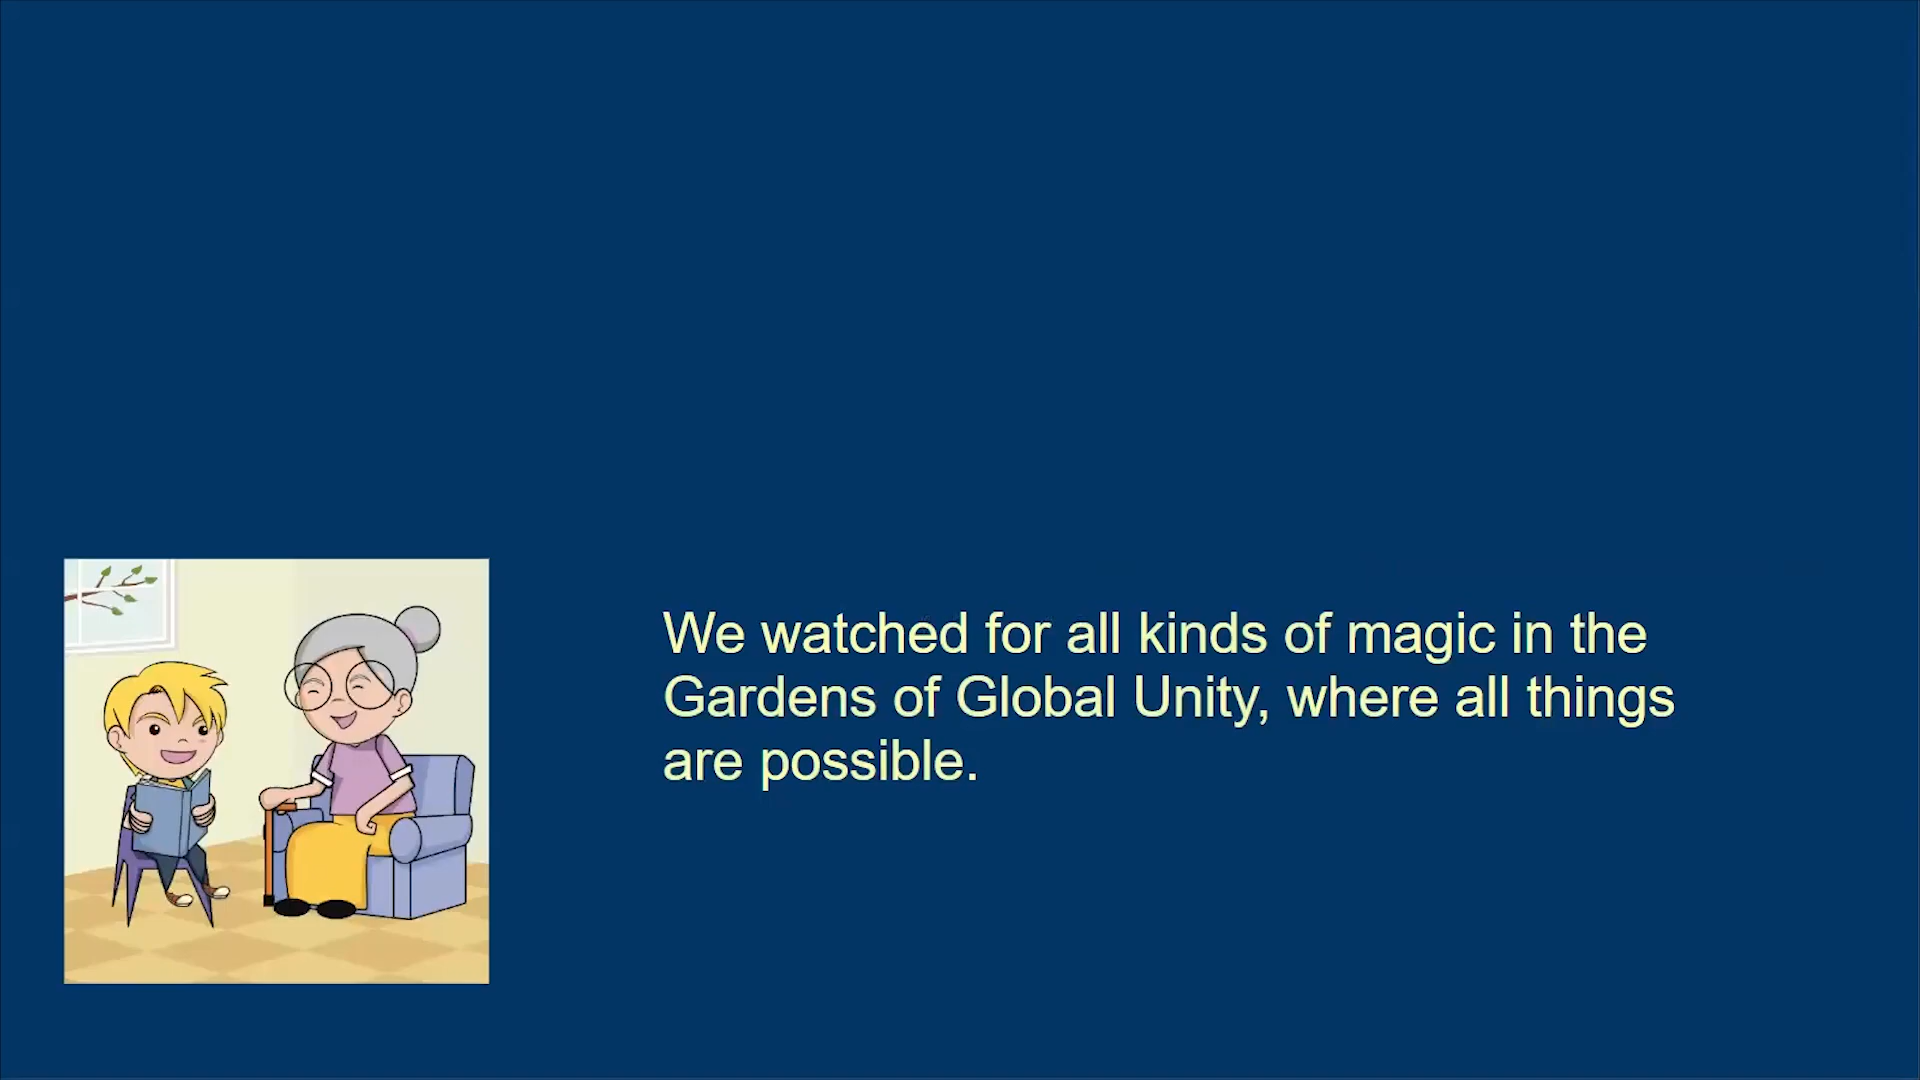 We watched for all kinds of magic in the
Gardens of Global Unity, where all things
are possible.